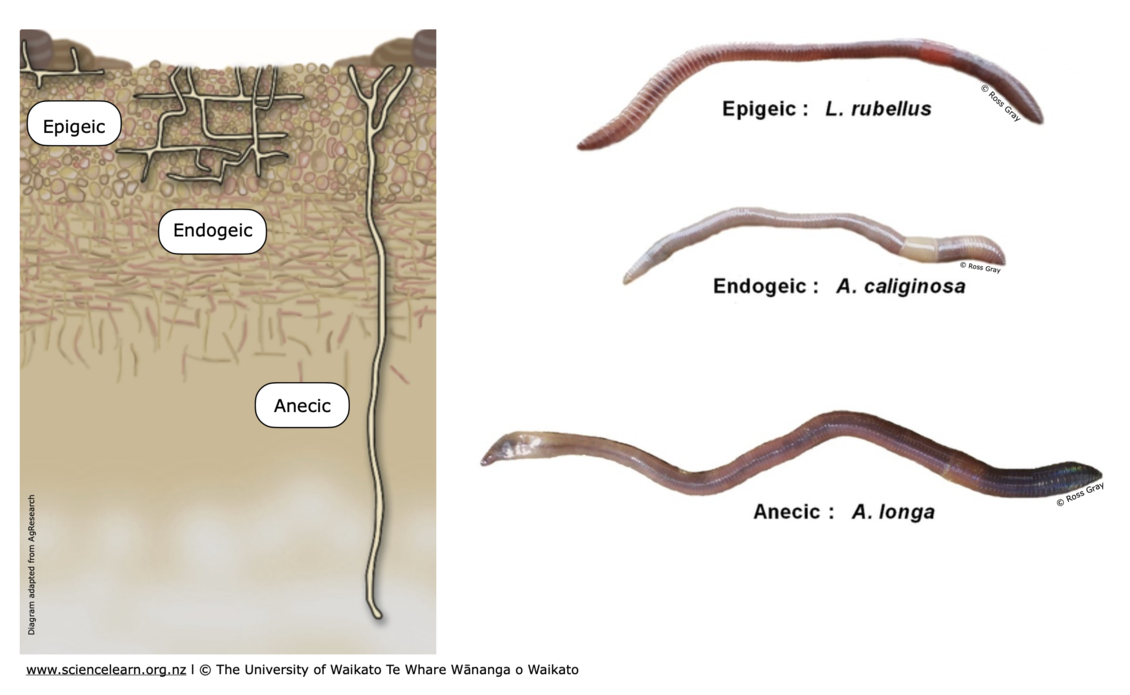 Epigeic
Endogeic
Anecic
Diagram adapted from AgResearch
© Ross Gray
Epigeic : L. rubellus
© Ross Gray
Endogeic : A. caliginosa
© Ross Gray
Anecic : A. longa
www.sciencelearn.org.nz l © The University of Waikato Te Whare Wānanga o Waikato